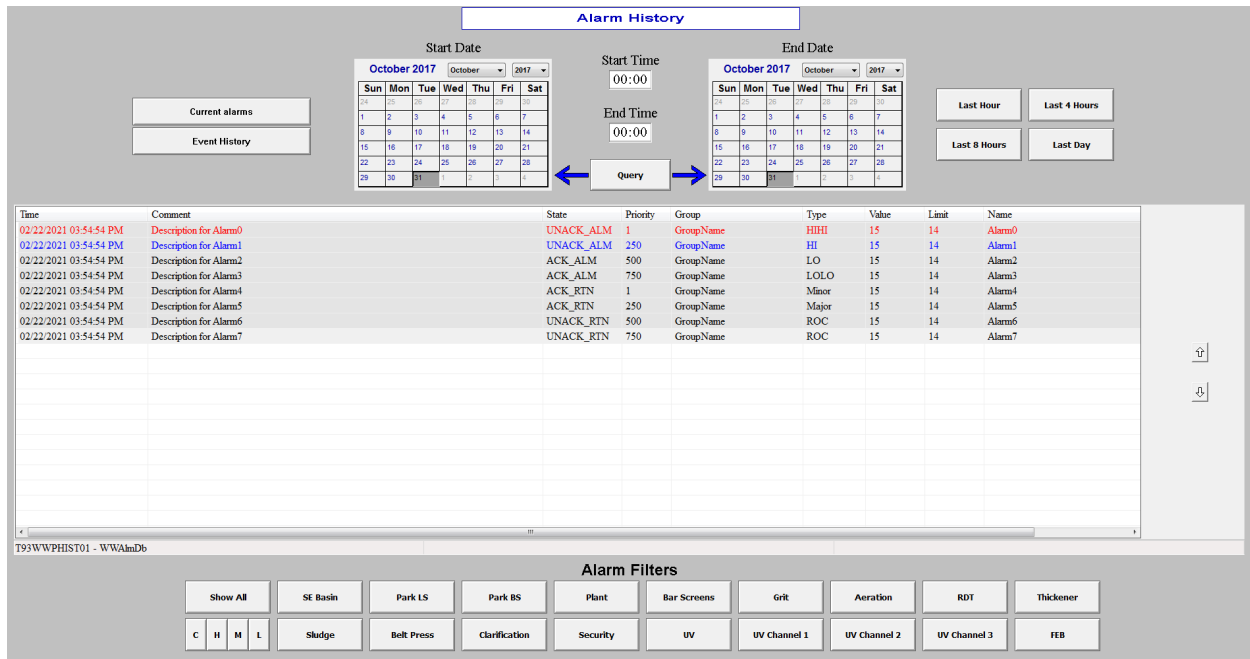 Alarm History
Start Date
Start Time
End Date
October 2017 October 2017
00:00
October 2017 October 2017
Sun Mon Tue Wed Thu Fri Sat
24 25 26 27 28 29 30
1 2 3 4 5 6 7
8 9 10 11 12 13 14
15 16 17 18 19 20 21
22 23 24 25 26 27 28
29 30 31 1 2 3 4
End Time
00:00
Query
Sun Mon Tue Wed Thu Fri Sat
24 25 26 27 28 29 30
1 2 3 4 5 6 7
8 9 10 11 12 13 14
15 16 17 18 19 20 21
22 23 24 25 26 27 28
29 30 31 1 2 3 4
Current alarms
Event History
Last Hour Last 4 Hours
Last 8 Hours Last Day
Time Comment State Priority Group Type Value Limit Name
02/22/2021 03:54:54 PM Description for Alarm0 UNACK_ALM 1 GroupName HIHI 15 14 Alarm0
02/22/2021 03:54:54 PM Description for Alarm1 UNACK_ALM 250 GroupName HI 15 14 Alarm1
02/22/2021 03:54:54 PM Description for Alarm2 ACK_ALM 500 GroupName LO 15 14 Alarm2
02/22/2021 03:54:54 PM Description for Alarm3 ACK_ALM 750 GroupName LOLO 15 14 Alarm3
02/22/2021 03:54:54 PM Description for Alarm4 ACK_RTN 1 GroupName Minor 15 14 Alarm4
02/22/2021 03:54:54 PM Description for Alarm5 ACK_RTN 250 GroupName Major 15 14 Alarm5
02/22/2021 03:54:54 PM Description for Alarm6 UNACK_RTN 500 GroupName ROC 15 14 Alarm6
02/22/2021 03:54:54 PM Description for Alarm7 UNACK_RTN 750 GroupName ROC 15 14 Alarm7
T93WWPHIST01 - WWAlmDb
Alarm Filters
Show All SE Basin Park LS Park BS Plant Bar Screens Grit Aeration RDT Thickener
C H M L Sludge Belt Press Clarification Security UV UV Channel 1 UV Channel 2 UV Channel 3 FEB